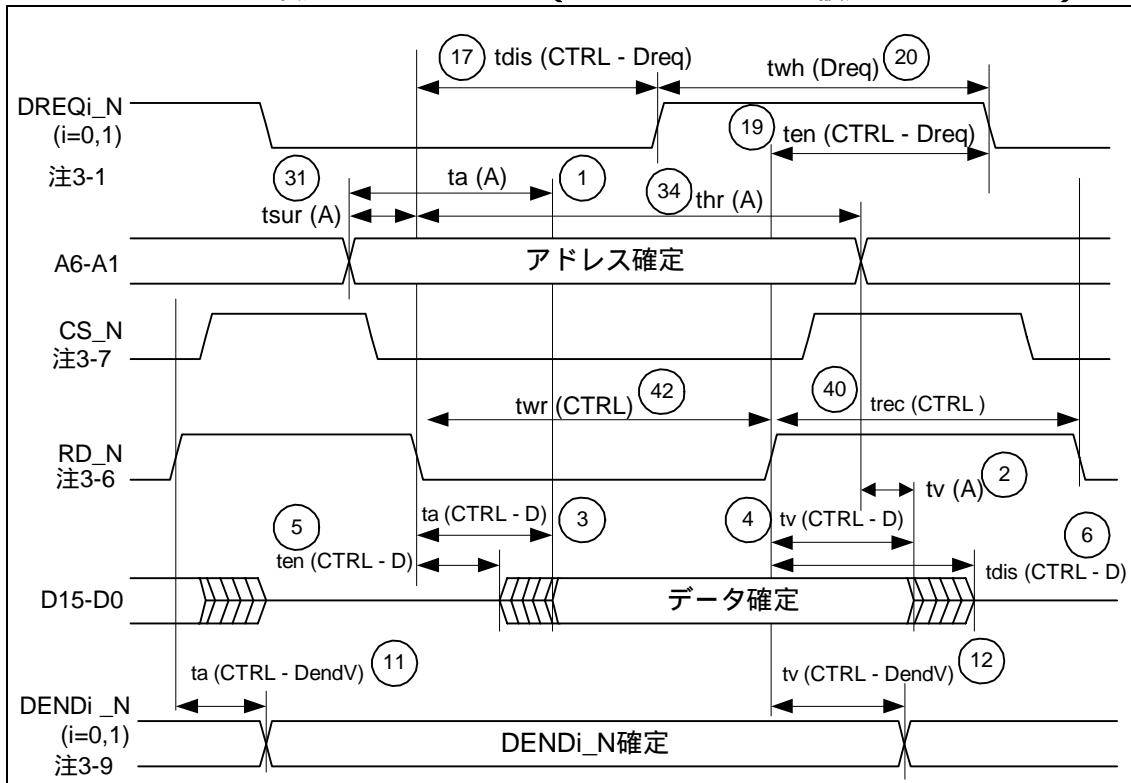 17 tdis (CTRL - Dreq)
twh (Dreq) 20
DREQi_N
(i=0,1)
注3-1
19 ten (CTRL - Dreq)
31 ta (A) 1
tsur (A)
34 thr (A)
A6-A1
アドレス確定
CS_N
注3-7
twr (CTRL) 42
40 trec (CTRL )
RD_N
注3-6
tv (A) 2
5 ta (CTRL - D) 3
4 tv (CTRL - D)
6
ten (CTRL - D)
tdis (CTRL - D)
D15-D0
データ確定
ta (CTRL - DendV) 11
tv (CTRL - DendV) 12
DENDi _N
(i=0,1)
注3-9
DENDi_N確定